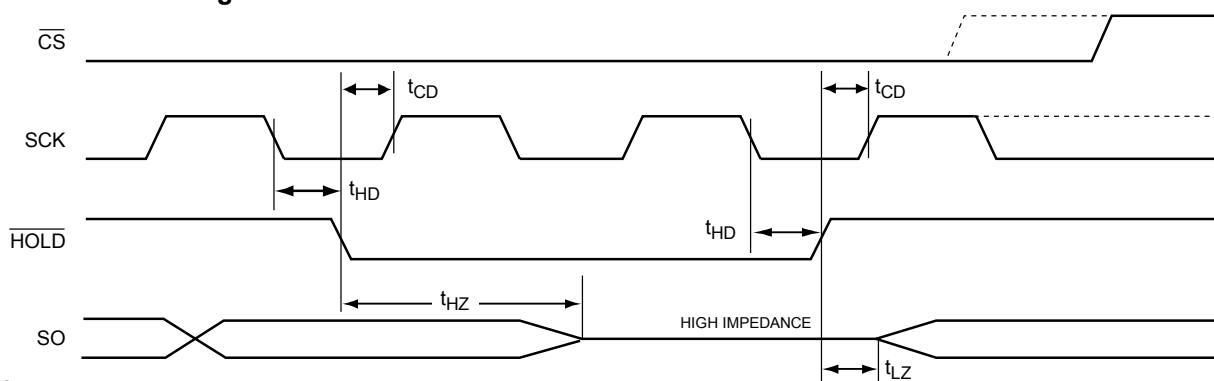 CS
tCD
tCD
SCK
tHD
HOLD
tHD
tHZ
HIGH IMPEDANCE
SO
tLZ